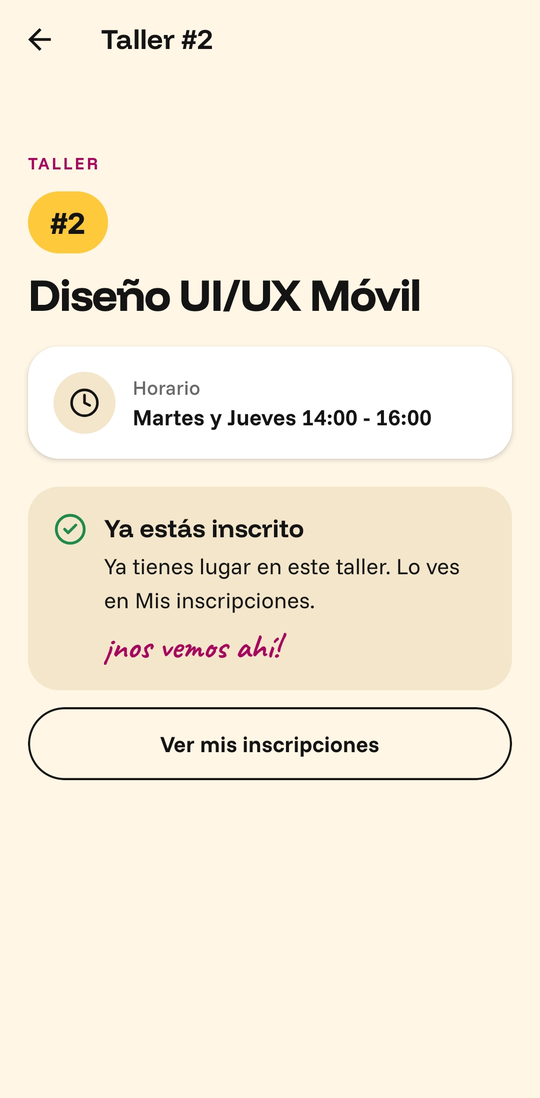 Taller #2
TALLER
#2
Diseño UI/UX Móvil
Horario
Martes y Jueves 14:00 - 16:00
Ya estás inscrito
Ya tienes lugar en este taller. Lo ves
en Mis inscripciones.
¡nos vemos ahí!
Ver mis inscripciones